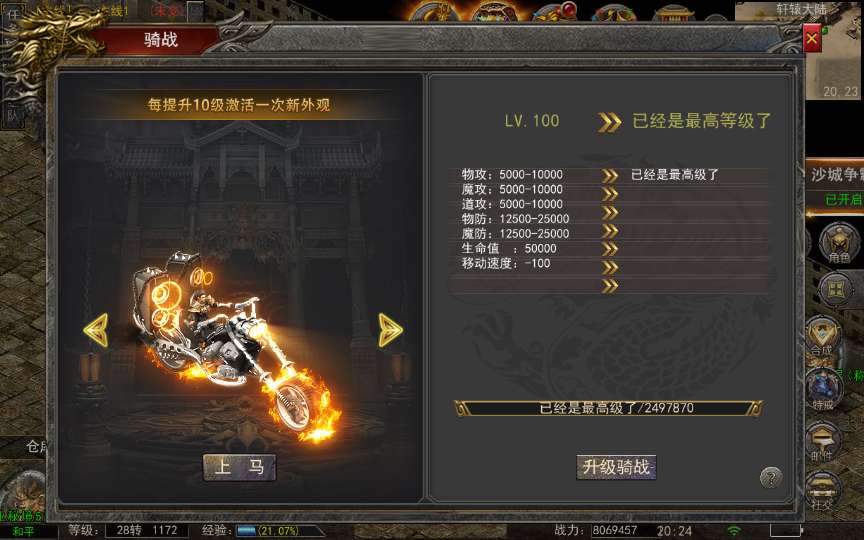 轩辕大陆
骑战
20,23
每提升10级激活一次新外观
LV.100
已经是最高等级了
沙城争霸
已开启
物攻：5000-10000
已经是最高级了
魔攻：5000-10000
道攻：5000-10000
物防：12500-25000
魔防：12500-25000
生命值 ：50000
移动速度：-100
角色
合成
特戒
邮件
社交
已经是最高级了/2497870
上 马
升级骑战
?
仓库
和平
等级：
28转 1172
经验：
(21.07%)
战力：
8069457
20:24